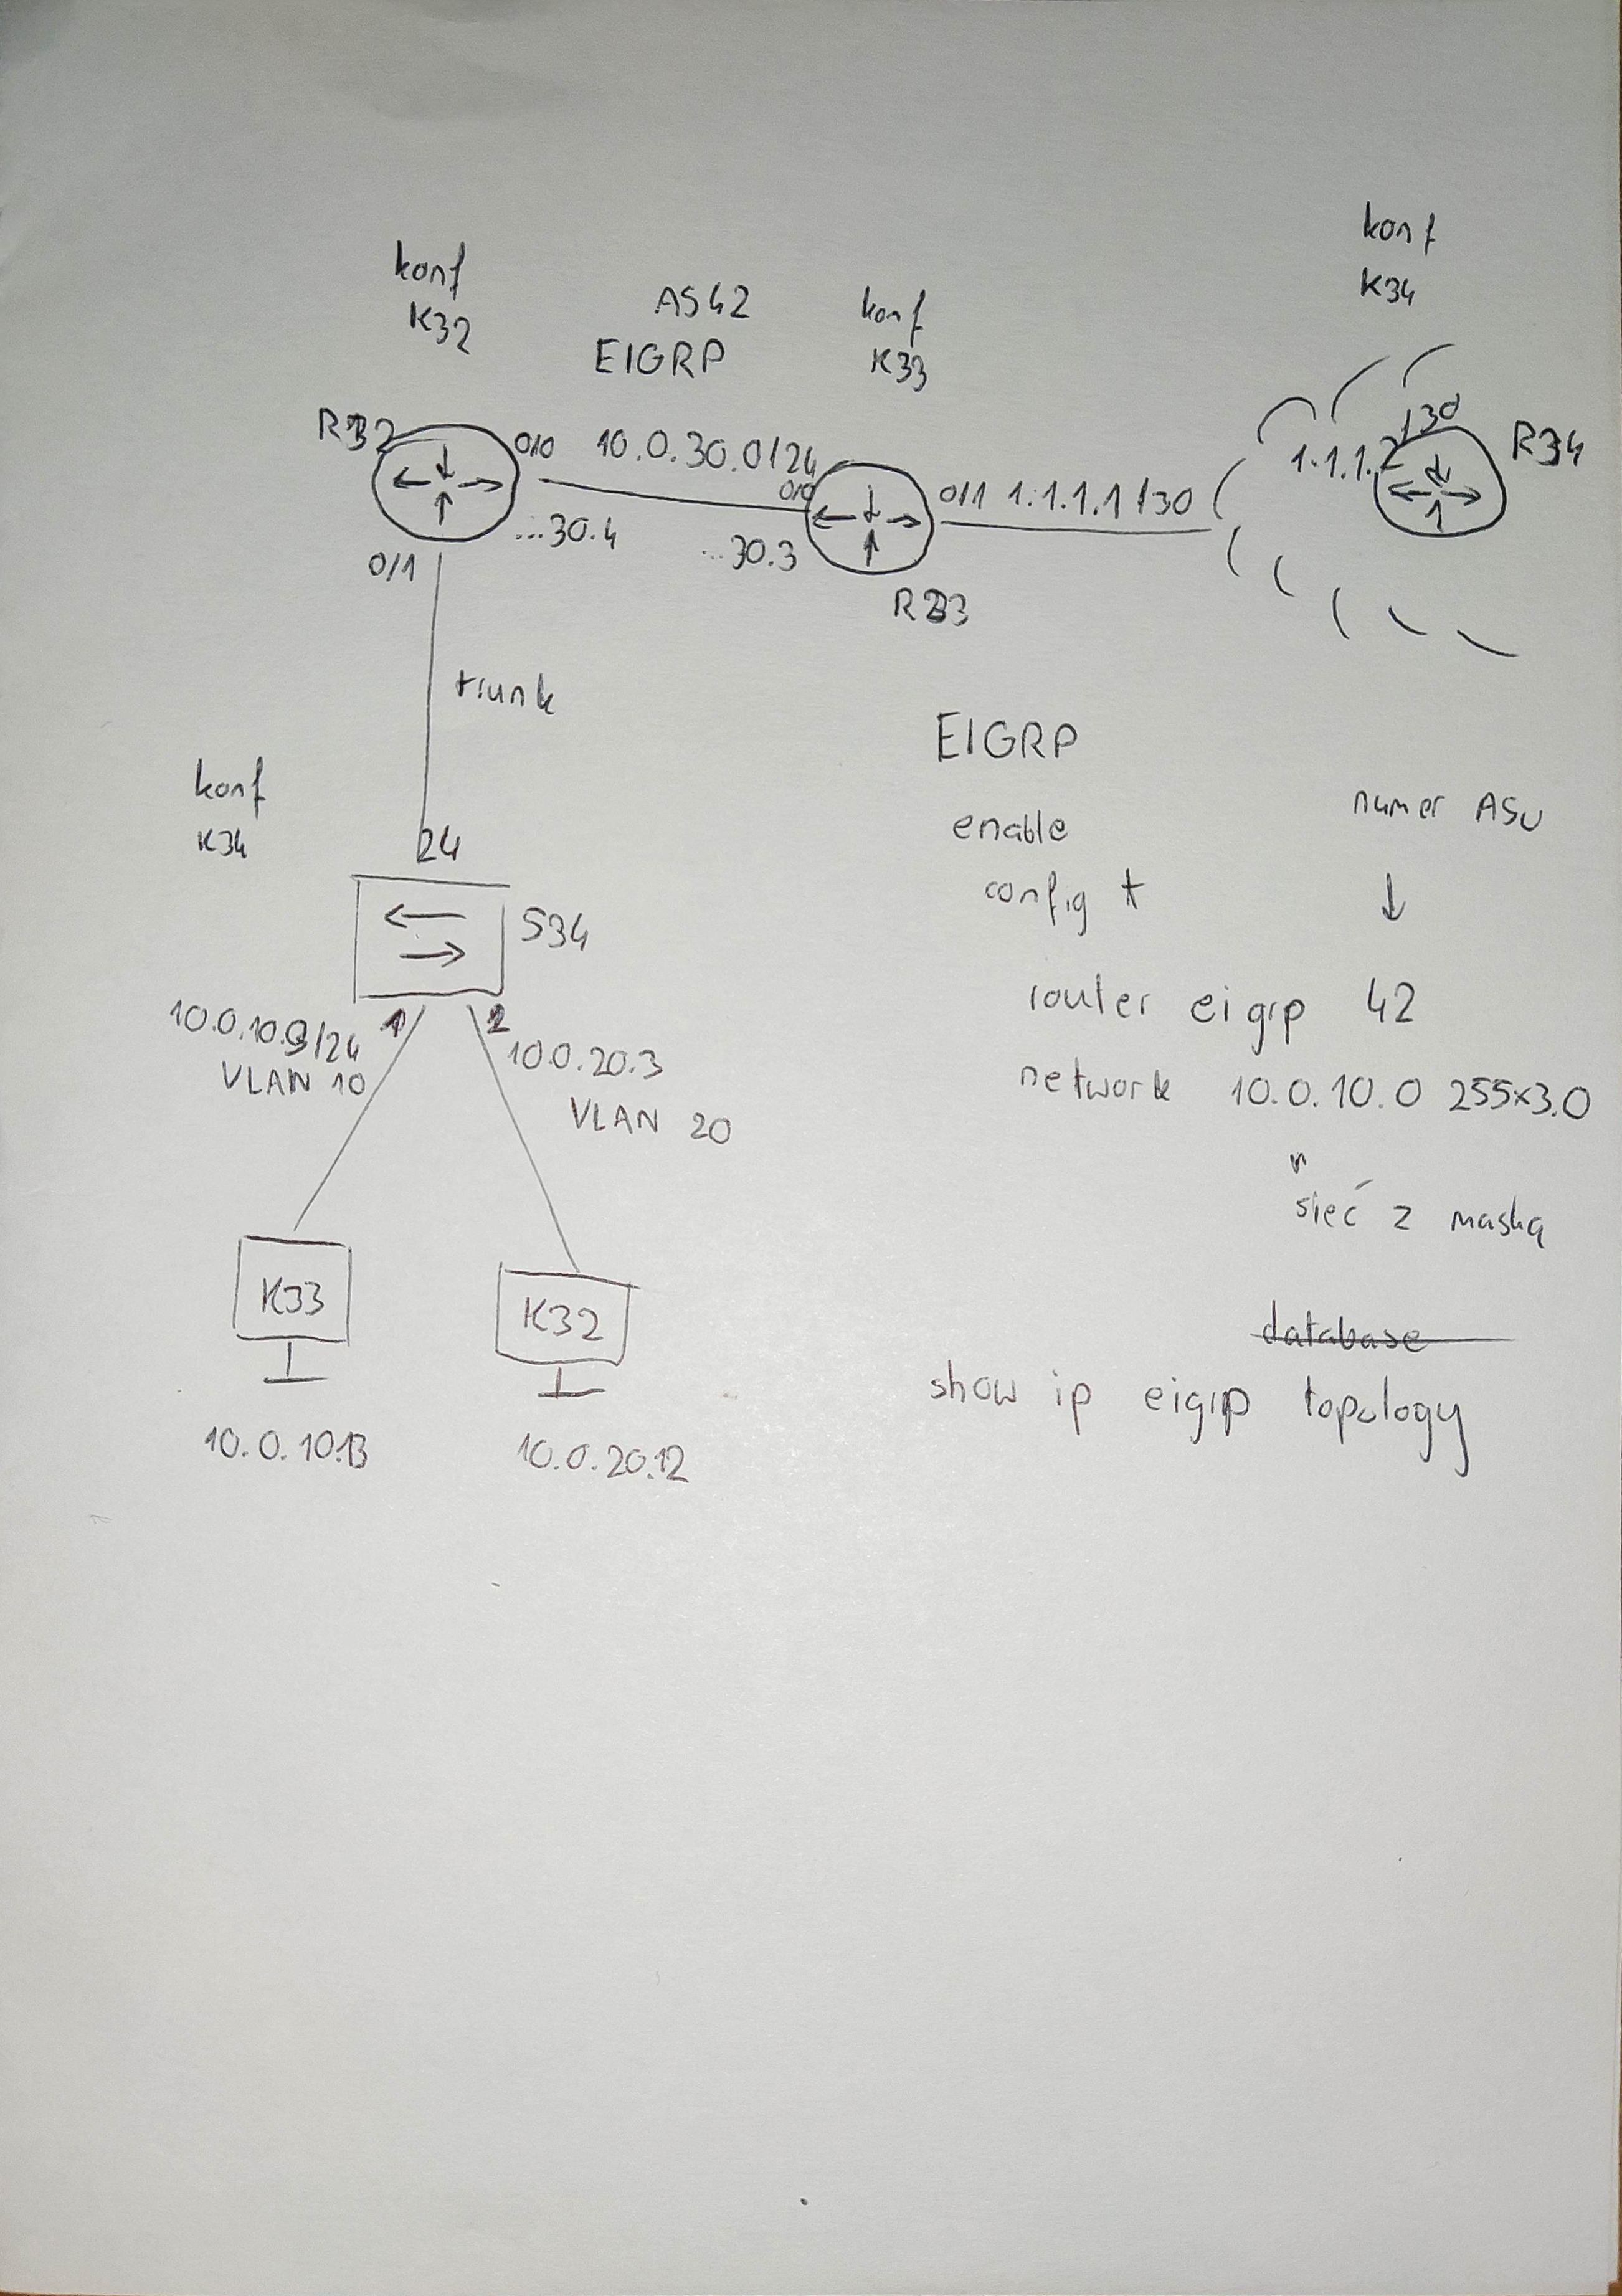 konf
K32
AS42
EIGRP
konf
K33
konf
K34
R32
0/0
10.0.30.0/24
0/0
0/1 1.1.1.1/30
1.1.1.2/30
R34
...30.4
...30.3
0/1
R33
trunk
konf
K34
24
S34
10.0.10.3/24
VLAN 10
1
2
10.0.20.3
VLAN 20
K33
K32
10.0.10.13
10.0.20.12
EIGRP
enable
numer ASu
config t
router eigrp 42
network 10.0.10.0 255x3.0
sieć z maską
database
show ip eigrp topology